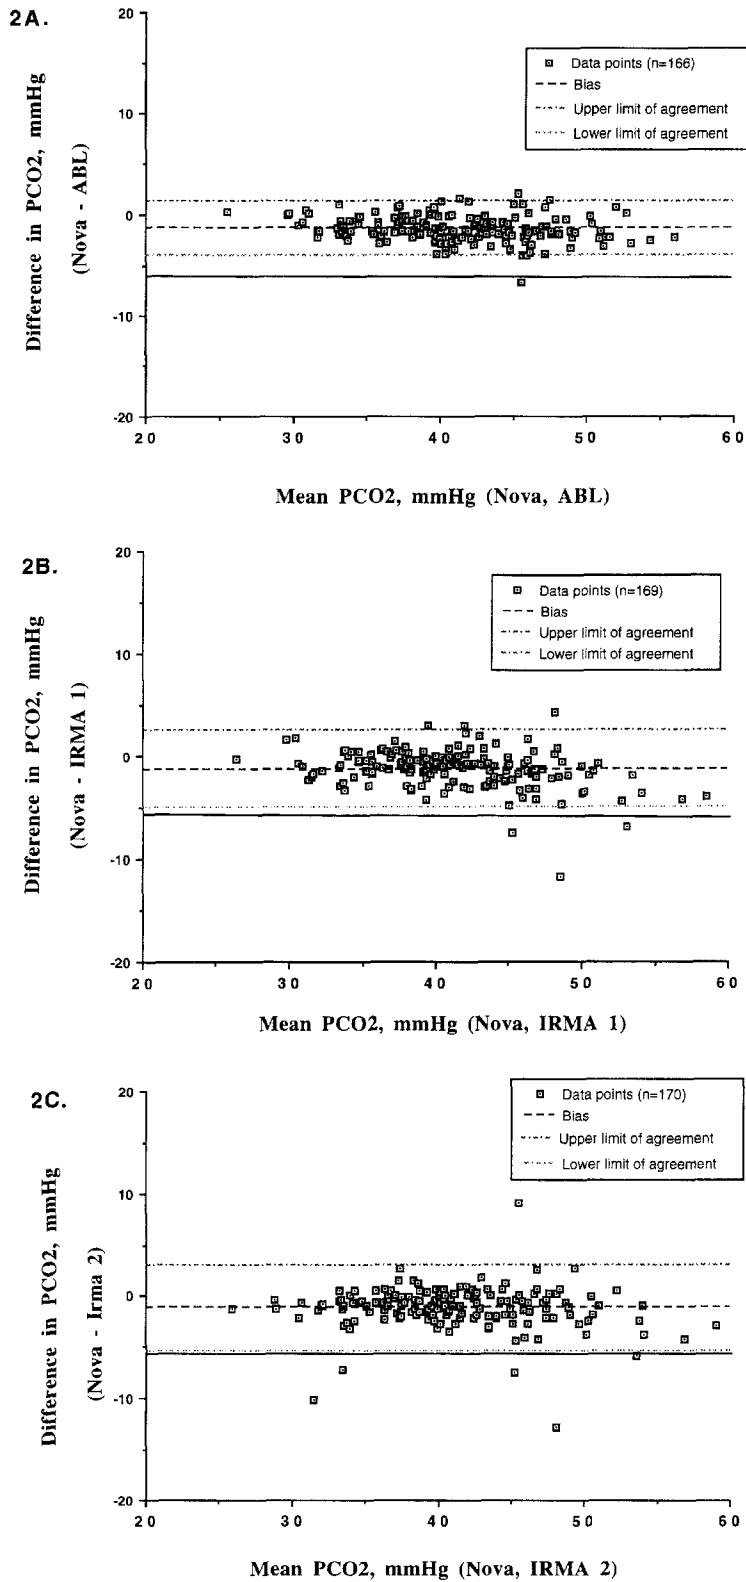 2A.
Difference in PCO2, mmHg
(Nova - ABL)
20
10
0
-10
-20
Data points (n=166)
Bias
Upper limit of agreement
Lower limit of agreement
20 30 40 50 60
Mean PCO2, mmHg (Nova, ABL)
2B.
Difference in PCO2, mmHg
(Nova - IRMA 1)
20
10
0
-10
-20
Data points (n=169)
Bias
Upper limit of agreement
Lower limit of agreement
20 30 40 50 60
Mean PCO2, mmHg (Nova, IRMA 1)
2C.
Difference in PCO2, mmHg
(Nova - Irma 2)
20
10
0
-10
-20
Data points (n=170)
Bias
Upper limit of agreement
Lower limit of agreement
20 30 40 50 60
Mean PCO2, mmHg (Nova, IRMA 2)